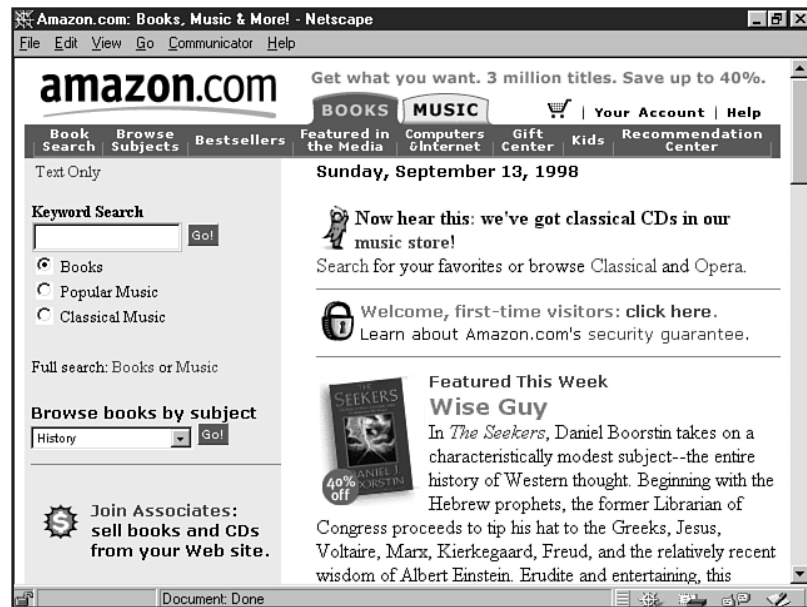 Amazon.com: Books, Music & More! - Netscape
File Edit View Go Communicator Help
amazon.com
Get what you want. 3 million titles. Save up to 40%.
BOOKS MUSIC | Your Account | Help
Book Search | Browse Subjects | Bestsellers | Featured in the Media | Computers &Internet | Gift Center | Kids | Recommendation Center
Text Only
Keyword Search
Go!
Books
Popular Music
Classical Music
Full search: Books or Music
Browse books by subject
History Go!
Join Associates:
sell books and CDs
from your Web site.
Sunday, September 13, 1998
Now hear this: we've got classical CDs in our
music store!
Search for your favorites or browse Classical and Opera.
Welcome, first-time visitors: click here.
Learn about Amazon.com's security guarantee.
THE
SEEKERS
DANIEL J.
BOORSTIN
40%
off
Featured This Week
Wise Guy
In The Seekers, Daniel Boorstin takes on a
characteristically modest subject--the entire
history of Western thought. Beginning with the
Hebrew prophets, the former Librarian of
Congress proceeds to tip his hat to the Greeks, Jesus,
Voltaire, Marx, Kierkegaard, Freud, and the relatively recent
wisdom of Albert Einstein. Erudite and entertaining, this
Document: Done